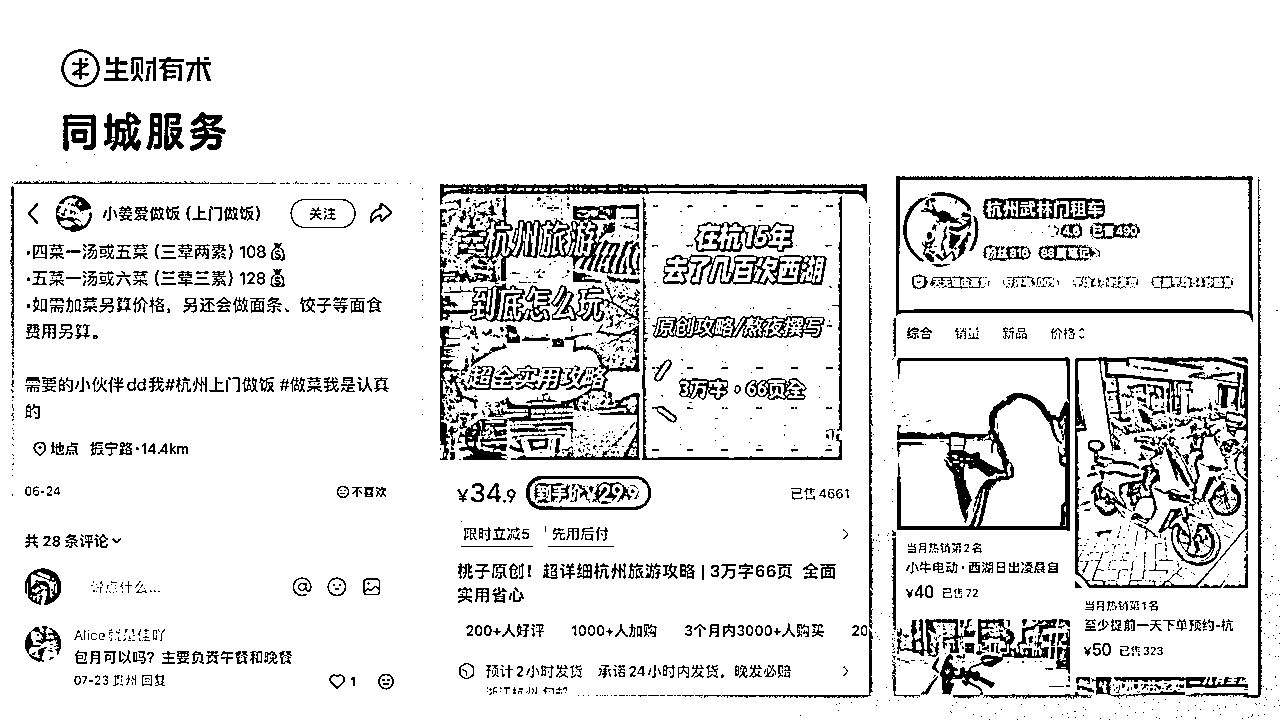 生财有术
同城服务
小姜爱做饭 (上门做饭)
关注
·四菜一汤或五菜 (三荤两素) 108💰
·五菜一汤或六菜 (三荤三素) 128💰
·如需加菜另算价格，另还会做面条、饺子等面食
费用另算。
需要的小伙伴dd我#杭州上门做饭 #做菜我是认真
的
地点 振宁路·14.4km
06-24
不喜欢
共 28 条评论
说点什么...
Alice就是佳吖
包月可以吗？主要负责午餐和晚餐
07-23 贵州 回复
1
杭州旅游
到底怎么玩
超全实用攻略
在杭15年
去了几百次西湖
原创攻略/熬夜撰写
3万字·66页全
¥34.9 到手价¥29.9
已售 4661
限时立减5 先用后付
桃子原创！超详细杭州旅游攻略 | 3万字66页 全面
实用省心
200+人好评 1000+人加购 3个月内3000+人购买 20
预计2小时发货 承诺24小时内发货，晚发必赔
浙江杭州 包邮
杭州武林门租车
4.6 已售 490
粉丝 816
综合 销量 新品 价格
当月热销第2名
小牛电动·西湖日出凌晨自
¥40 已售 72
当月热销第1名
至少提前一天下单预约-杭
¥50 已售 323